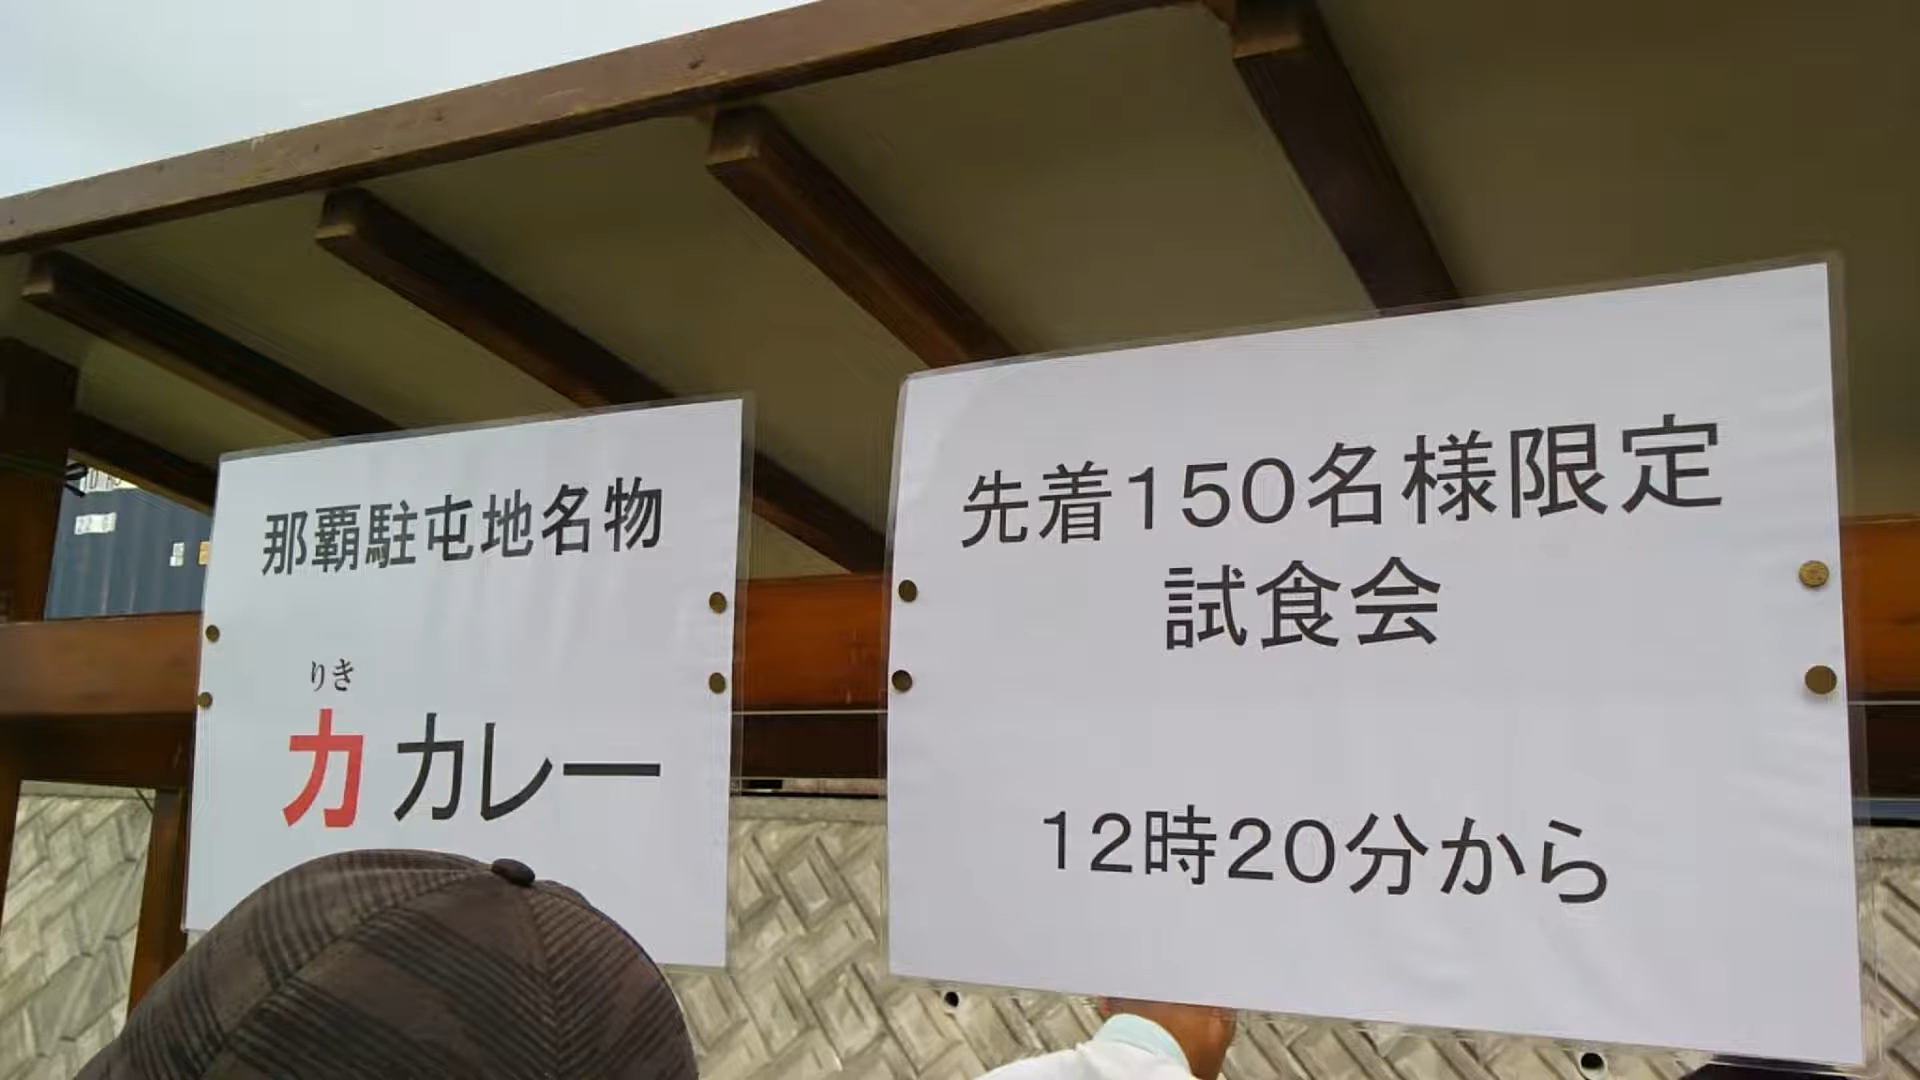 那覇駐屯地名物
りき
力カレー
先着150名様限定
試食会
12時20分から